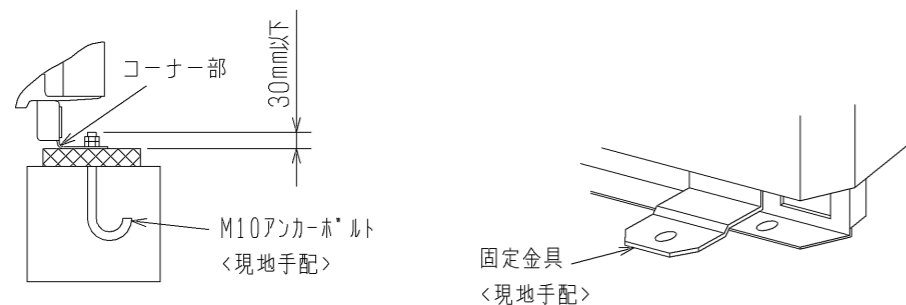 コーナー部
30mm以下
M10アンカーボルト
<現地手配>
固定金具
<現地手配>